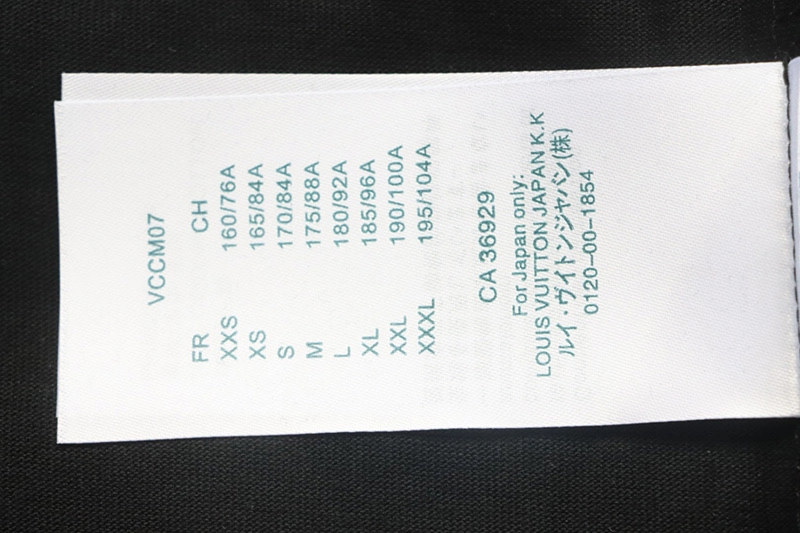 VCCM07
FR CH
XXS 160/76A
XS 165/84A
S 170/84A
M 175/88A
L 180/92A
XL 185/96A
XXL 190/100A
XXXL 195/104A
CA 36929
For Japan only:
LOUIS VUITTON JAPAN K.K
ルイ・ヴイトンジャパン(株)
0120-00-1854